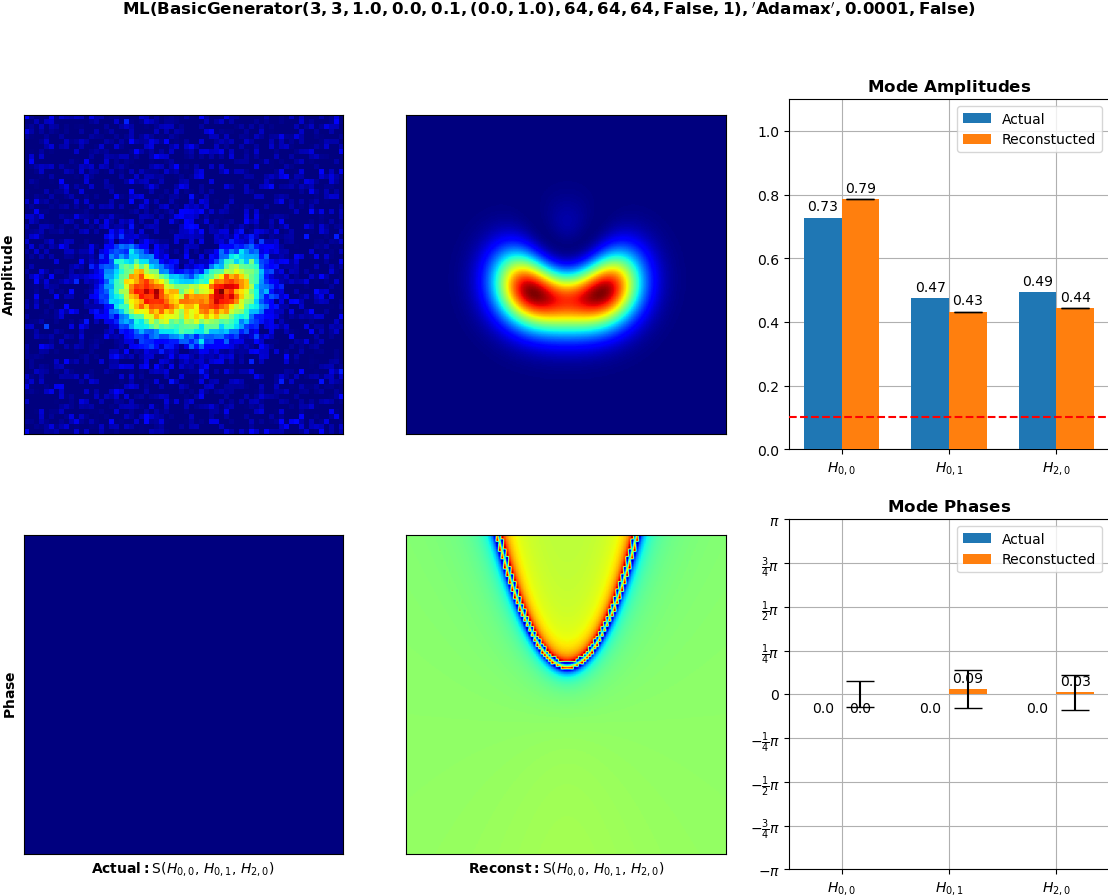 ML(BasicGenerator(3, 3, 1.0, 0.0, 0.1, (0.0, 1.0), 64, 64, 64, False, 1), 'Adamax', 0.0001, False)
Amplitude
Mode Amplitudes
Actual
Reconstucted
1.0
0.8
0.6
0.4
0.2
0.0
0.73
0.79
0.47
0.43
0.49
0.44
H0,0
H0,1
H2,0
Phase
Actual: S(H0,0, H0,1, H2,0)
Reconst: S(H0,0, H0,1, H2,0)
Mode Phases
Actual
Reconstucted
π
3/4π
1/2π
1/4π
0
−1/4π
−1/2π
−3/4π
−π
0.0
0.0
0.0
0.09
0.0
0.03
H0,0
H0,1
H2,0